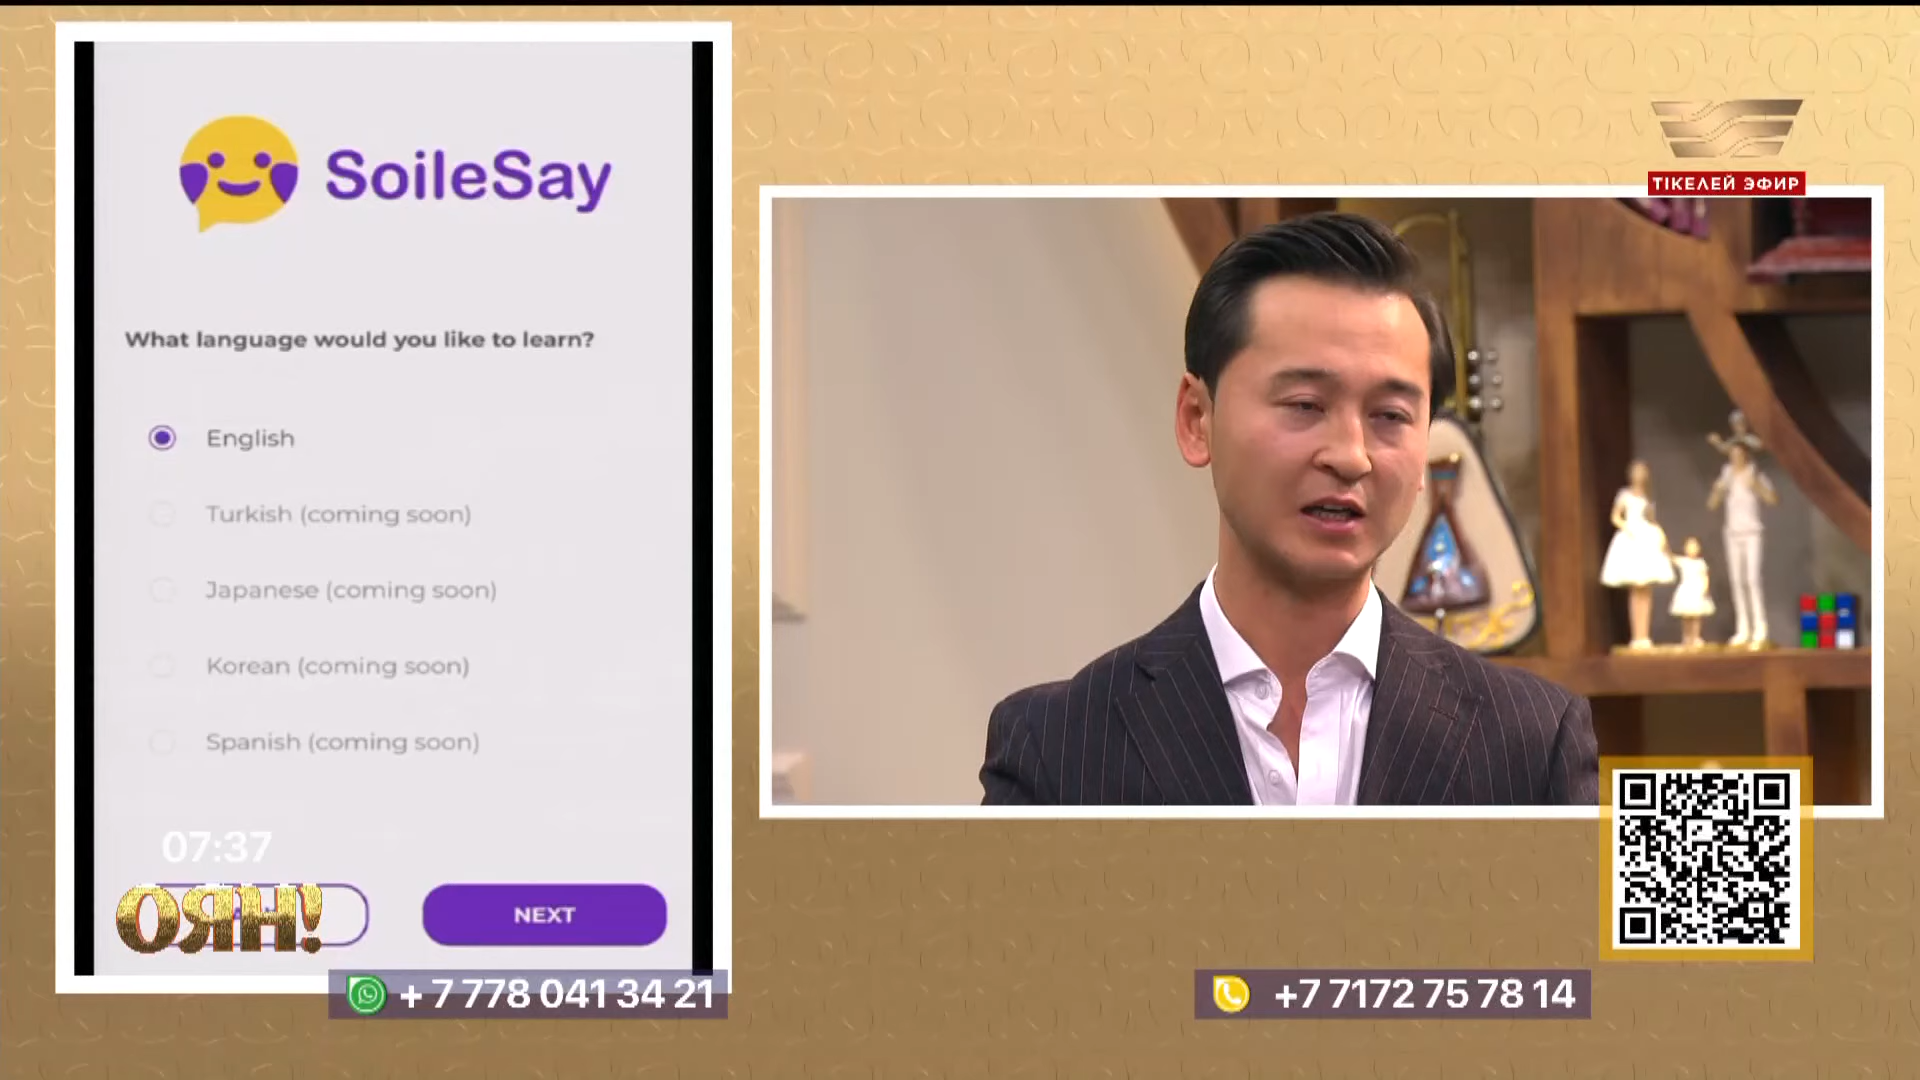 SoileSay
What language would you like to learn?
English
Turkish (coming soon)
Japanese (coming soon)
Korean (coming soon)
Spanish (coming soon)
07:37
ОЯН!
NEXT
+ 7 778 041 34 21
ТІКЕЛЕЙ ЭФИР
+7 7172 75 78 14